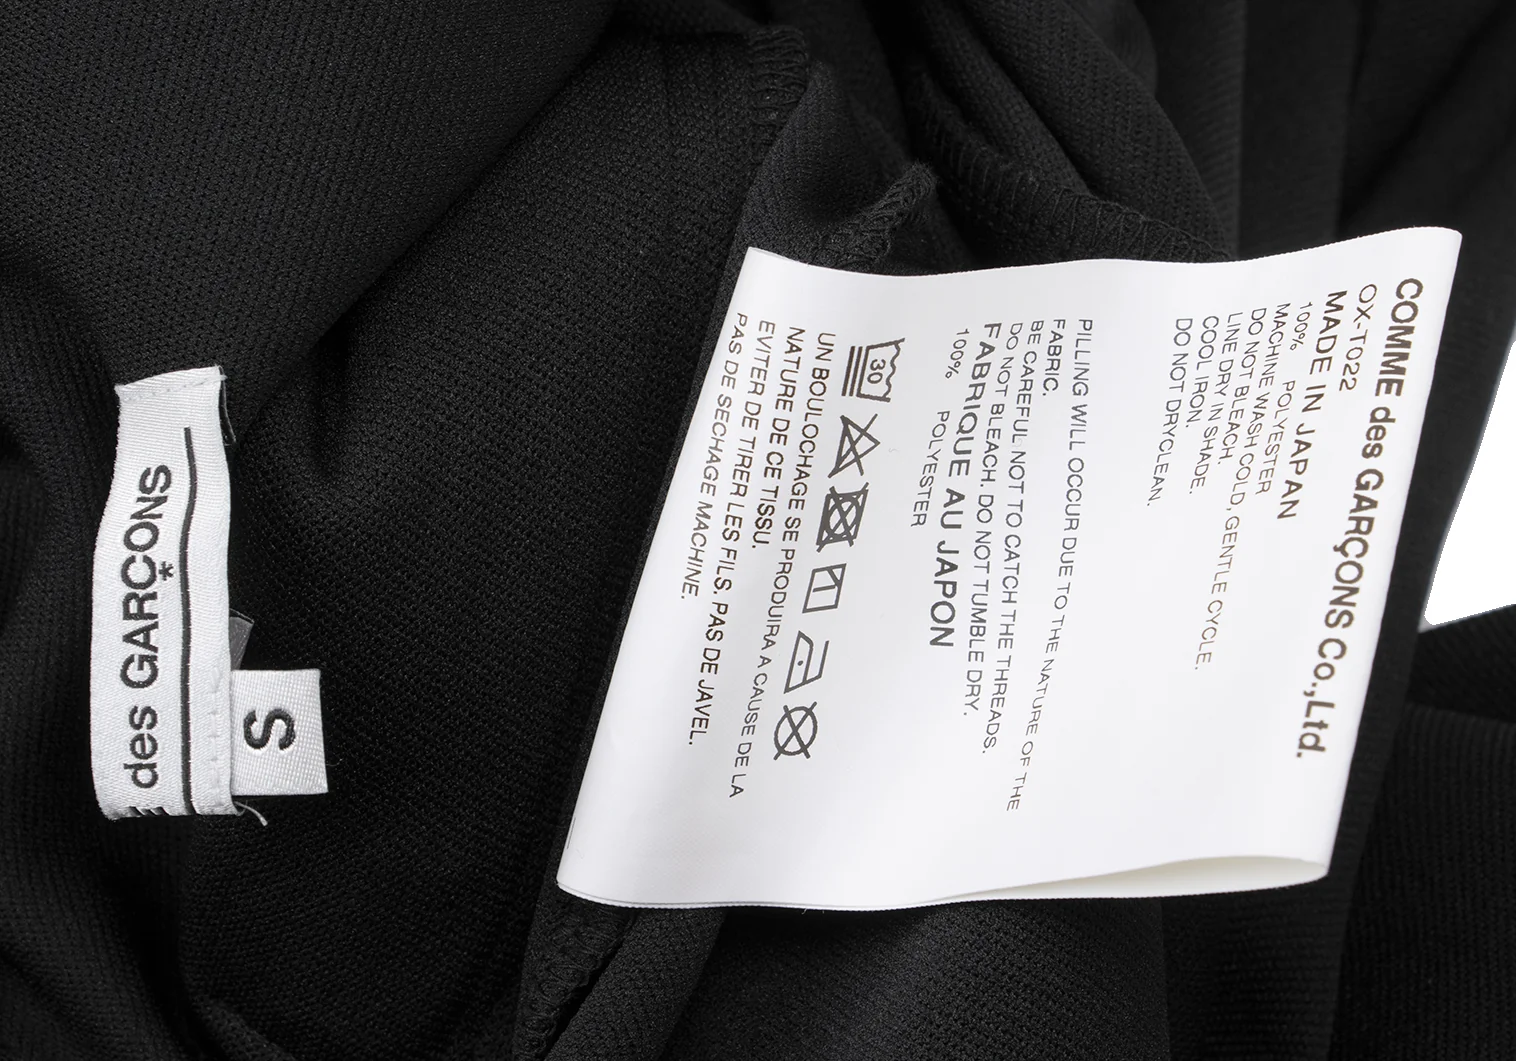 des GARÇONS
*
S
COMME des GARÇONS Co.,Ltd.
OX-T022
MADE IN JAPAN
100% POLYESTER
MACHINE WASH COLD, GENTLE CYCLE.
DO NOT BLEACH.
LINE DRY IN SHADE.
COOL IRON.
DO NOT DRYCLEAN.
PILLING WILL OCCUR DUE TO THE NATURE OF THE
FABRIC.
BE CAREFUL NOT TO CATCH THE THREADS.
DO NOT BLEACH. DO NOT TUMBLE DRY.
FABRIQUE AU JAPON
100% POLYESTER
30
UN BOULOCHAGE SE PRODUIRA A CAUSE DE LA
NATURE DE CE TISSU.
EVITER DE TIRER LES FILS. PAS DE JAVEL.
PAS DE SECHAGE MACHINE.